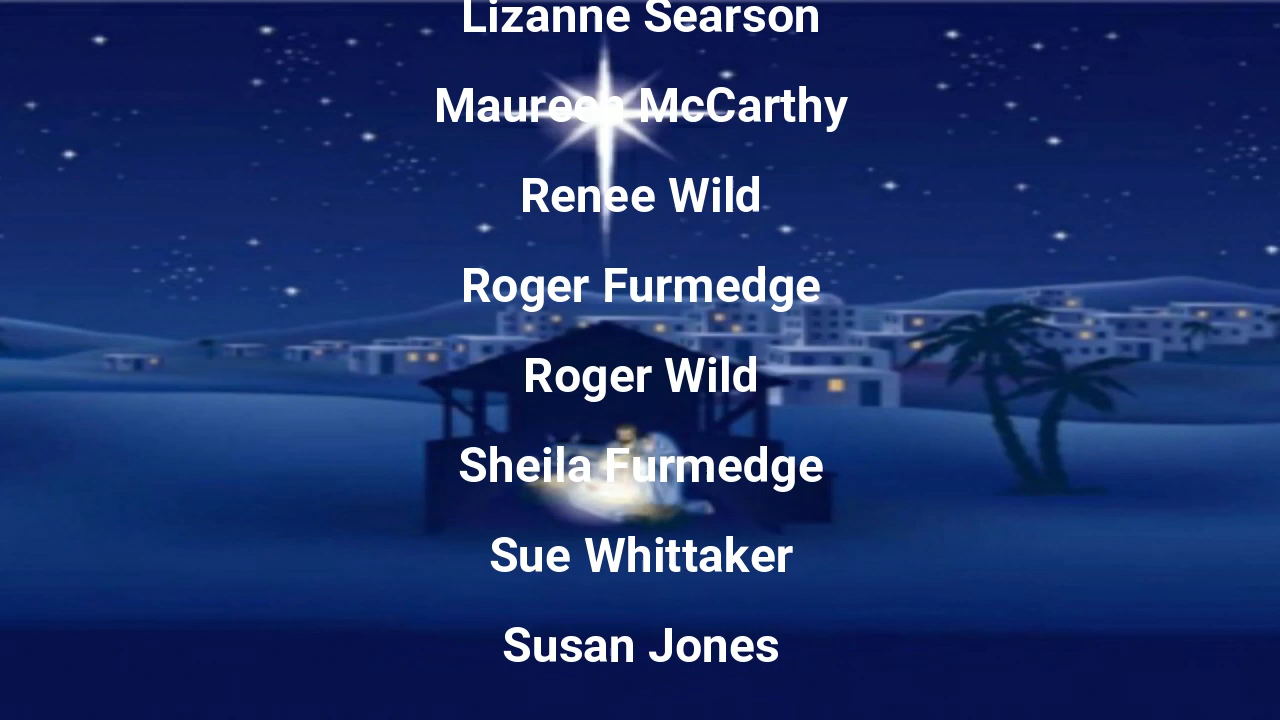 Lizanne Searson
Maureen McCarthy
Renee Wild
Roger Furmedge
Roger Wild
Sheila Furmedge
Sue Whittaker
Susan Jones